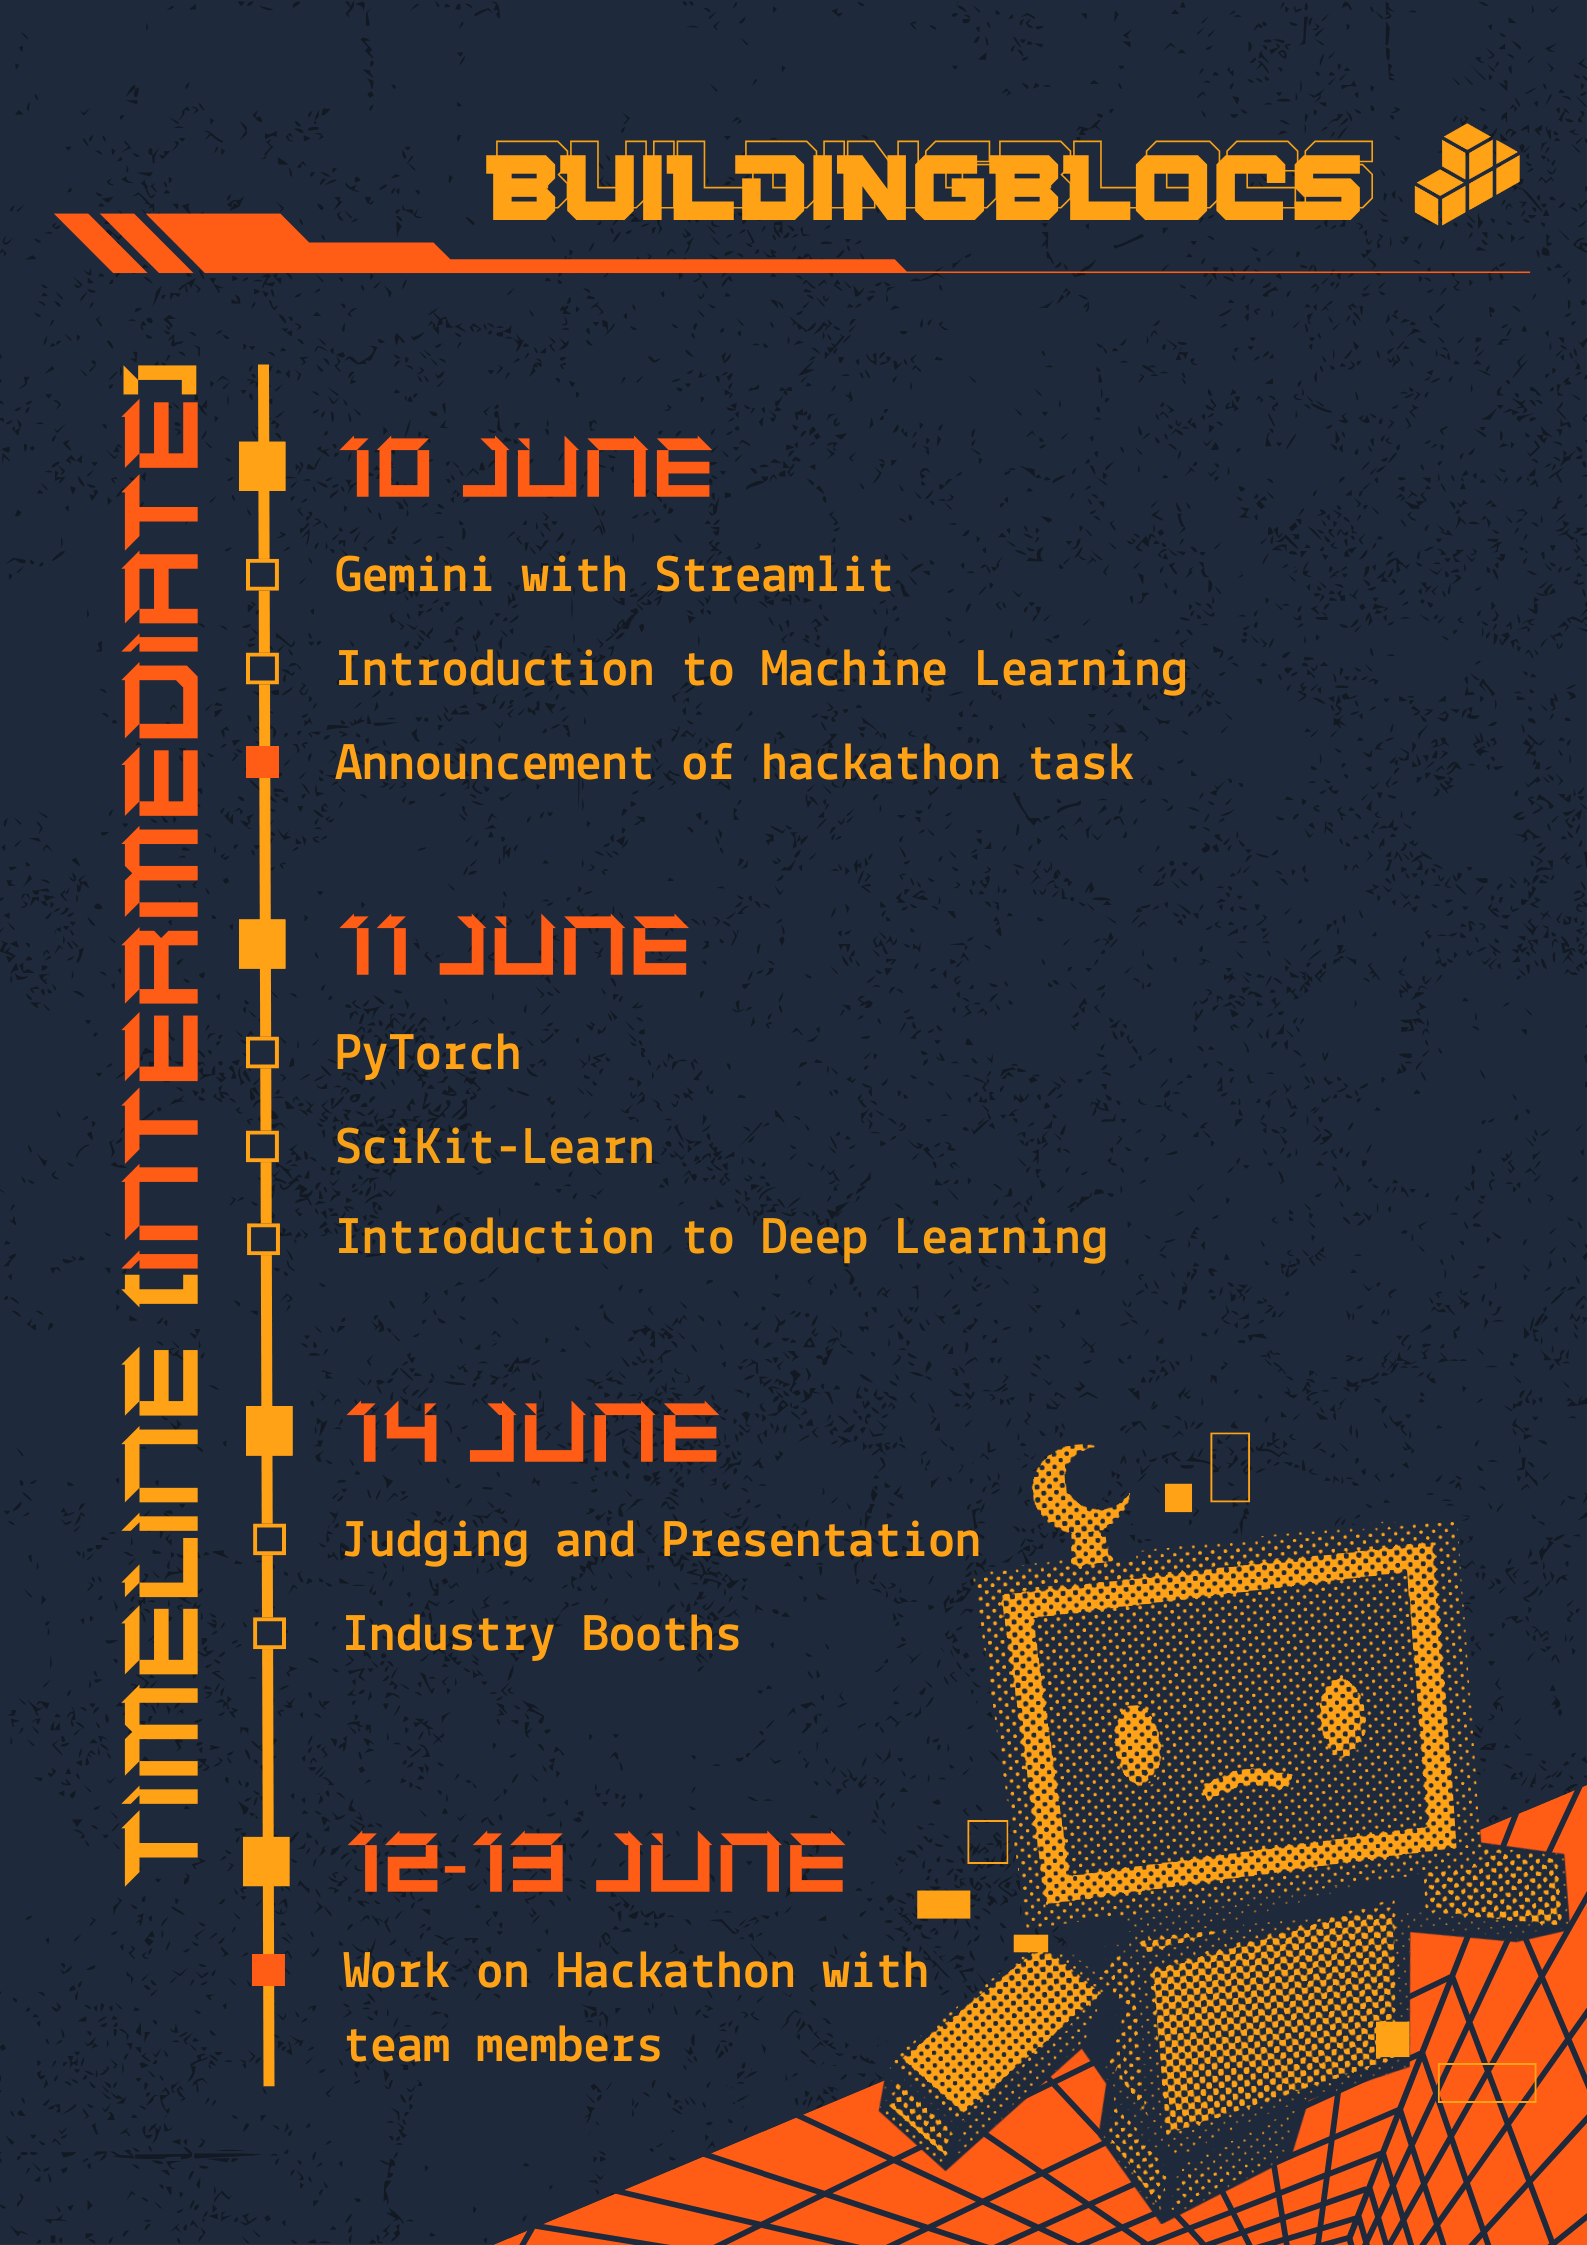 BUILDINGBLOCS
TIMELINE (INTERMEDIATE)
10 JUNE
Gemini with Streamlit
Introduction to Machine Learning
Announcement of hackathon task
11 JUNE
PyTorch
SciKit-Learn
Introduction to Deep Learning
14 JUNE
Judging and Presentation
Industry Booths
12-13 JUNE
Work on Hackathon with
team members